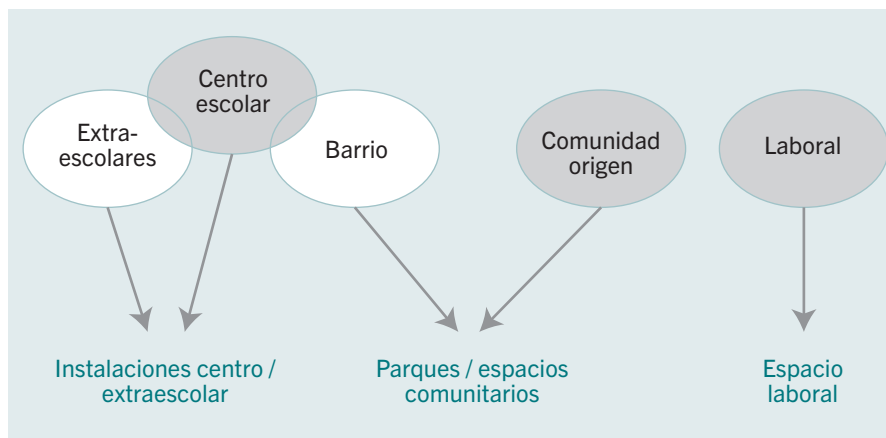 Centro
escolar
Extra-
escolares
Barrio
Comunidad
origen
Laboral
Instalaciones centro /
extraescolar
Parques / espacios
comunitarios
Espacio
laboral